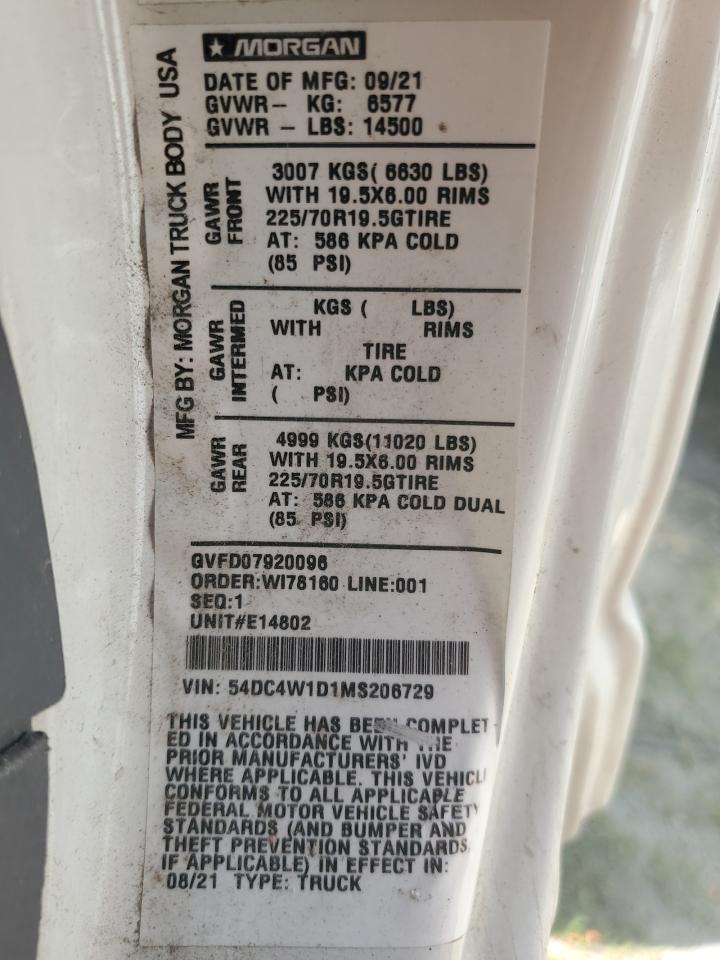 ★ MORGAN
DATE OF MFG: 09/21
GVWR- KG: 6577
GVWR - LBS: 14500
MFG BY: MORGAN TRUCK BODY USA
GAWR
FRONT
3007 KGS( 6630 LBS)
WITH 19.5X6.00 RIMS
225/70R19.5GTIRE
AT: 586 KPA COLD
(85 PSI)
GAWR
INTERMED
KGS ( LBS)
WITH RIMS
TIRE
AT: KPA COLD
( PSI)
GAWR
REAR
4999 KGS(11020 LBS)
WITH 19.5X6.00 RIMS
225/70R19.5GTIRE
AT: 586 KPA COLD DUAL
(85 PSI)
GVFD07920096
ORDER:WI78160 LINE:001
SEQ:1
UNIT#E14802
VIN: 54DC4W1D1MS206729
THIS VEHICLE HAS BEEN COMPLET
ED IN ACCORDANCE WITH THE
PRIOR MANUFACTURERS' IVD
WHERE APPLICABLE. THIS VEHICL
CONFORMS TO ALL APPLICABLE
FEDERAL MOTOR VEHICLE SAFETY
STANDARDS (AND BUMPER AND
THEFT PREVENTION STANDARDS,
IF APPLICABLE) IN EFFECT IN:
08/21 TYPE: TRUCK